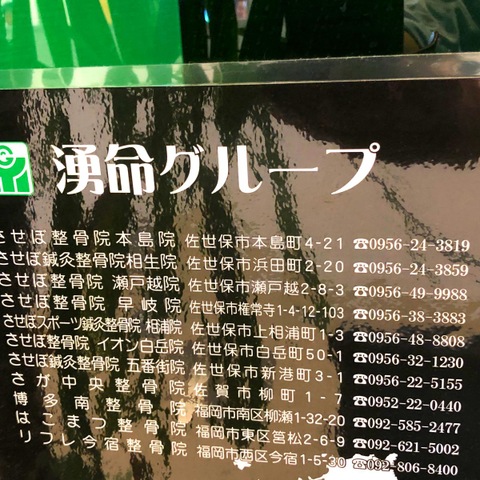 湧命グループ
させぼ整骨院本島院 佐世保市本島町4-21 ☎0956-24-3819
させぼ鍼灸整骨院相生院 佐世保市浜田町2-20 ☎0956-24-3859
させぼ整骨院 瀬戸越院 佐世保市瀬戸越2-8-3 ☎0956-49-9988
させぼ整骨院 早岐院 佐世保市権常寺1-4-12-103 ☎0956-38-3883
させぼスポーツ鍼灸整骨院 相浦院 佐世保市上相浦町1-3 ☎0956-48-8808
させぼ整骨院 イオン白岳院 佐世保市白岳町50-1 ☎0956-32-1230
させぼ鍼灸整骨院 五番街院 佐世保市新港町3-1 ☎0956-22-5155
さが中央整骨院 佐賀市柳町1-7 ☎0952-22-0440
博多南整骨院 福岡市南区柳瀬1-32-20 ☎092-585-2477
はこまつ整骨院 福岡市東区筥松2-6-9 ☎092-621-5002
リフレ今宿整骨院 福岡市西区今宿1-5-30 ☎092-806-8400